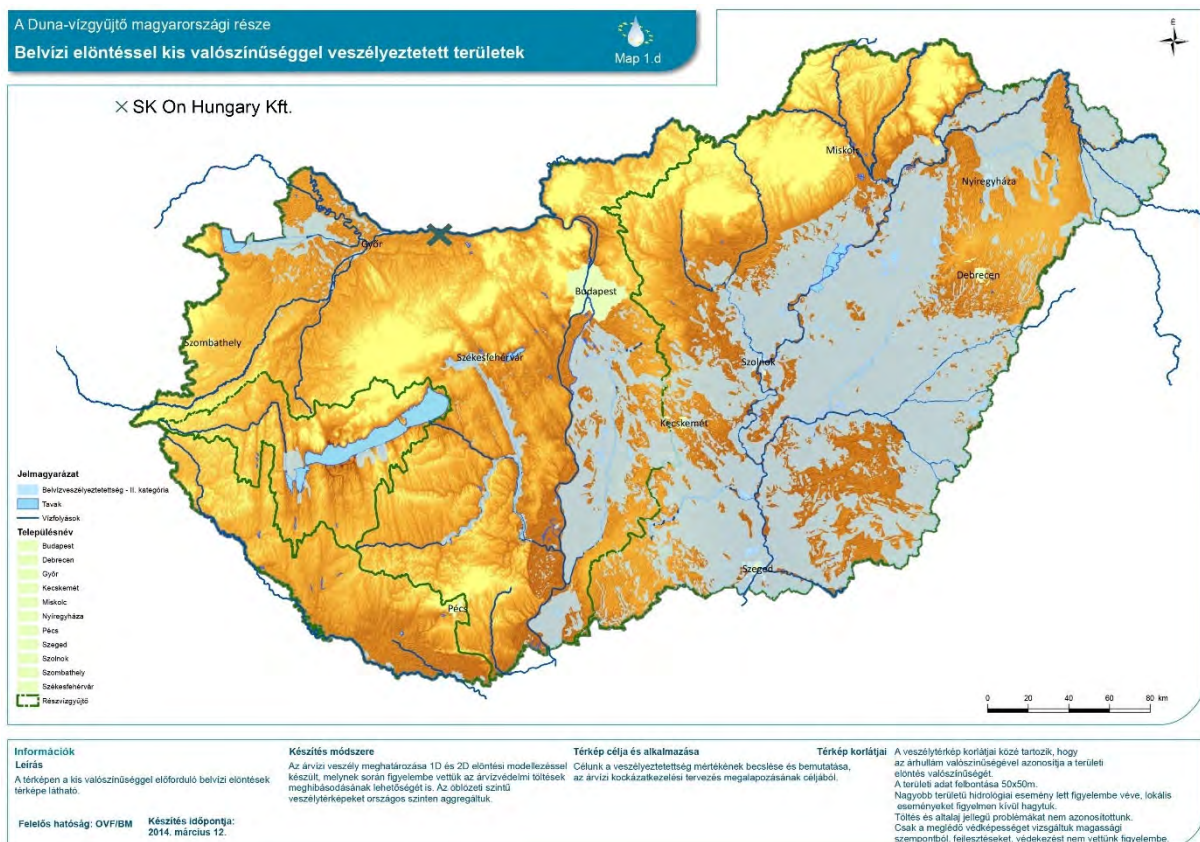 A Duna-vízgyűjtő magyarországi része
Belvízi elöntéssel kis valószínűséggel veszélyeztetett területek
Map 1.d
É
× SK On Hungary Kft.
Miskolc
Nyíregyháza
Győr
Debrecen
Budapest
Szombathely
Székesfehérvár
Szolnok
Kecskemét
Szeged
Pécs
Jelmagyarázat
Belvízveszélyeztetettség - II. kategória
Tavak
Vízfolyások
Településnév
Budapest
Debrecen
Győr
Kecskemét
Miskolc
Nyíregyháza
Pécs
Szeged
Szolnok
Szombathely
Székesfehérvár
Részvízgyűjtő
0 20 40 60 80 km
Információk
Leírás
A térképen a kis valószínűséggel előforduló belvízi elöntések
térképe látható.
Felelős hatóság: OVF/BM
Készítés időpontja:
2014. március 12.
Készítés módszere
Az árvízi veszély meghatározása 1D és 2D elöntési modellezéssel
készült, melynek során figyelembe vettük az árvízvédelmi töltések
meghibásodásának lehetőségét is. Az öblözeti szintű
veszélytérképeket országos szinten aggregáltuk.
Térkép célja és alkalmazása
Célunk a veszélyeztetettség mértékének becslése és bemutatása,
az árvízi kockázatkezelési tervezés megalapozásának céljából.
Térkép korlátjai
A veszélytérkép korlátjai közé tartozik, hogy
az árhullám valószínűségével azonosítja a területi
elöntés valószínűségét.
A területi adat felbontása 50x50m.
Nagyobb területű hidrológiai esemény lett figyelembe véve, lokális
eseményeket figyelmen kívül hagytuk.
Töltés és altalaj jellegű problémákat nem azonosítottunk.
Csak a meglédő védképességet vizsgáltuk magassági
szempontból, fejlesztéseket, védekezést nem vettünk figyelembe.